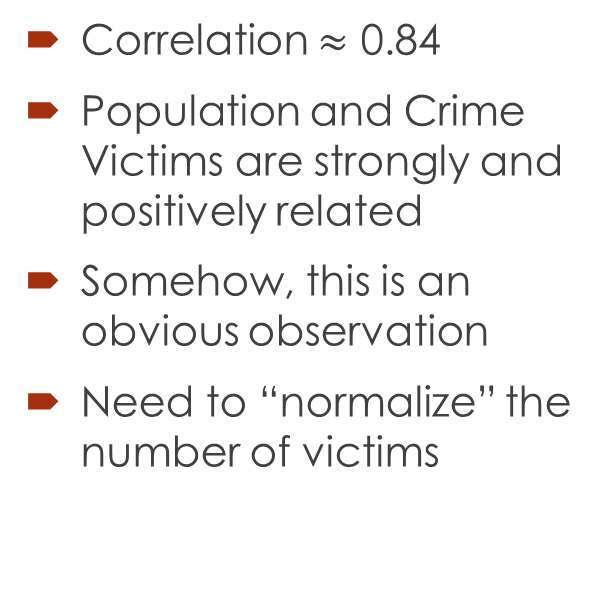 Correlation ≈ 0.84
Population and Crime
Victims are strongly and
positively related
Somehow, this is an
obvious observation
Need to “normalize” the
number of victims